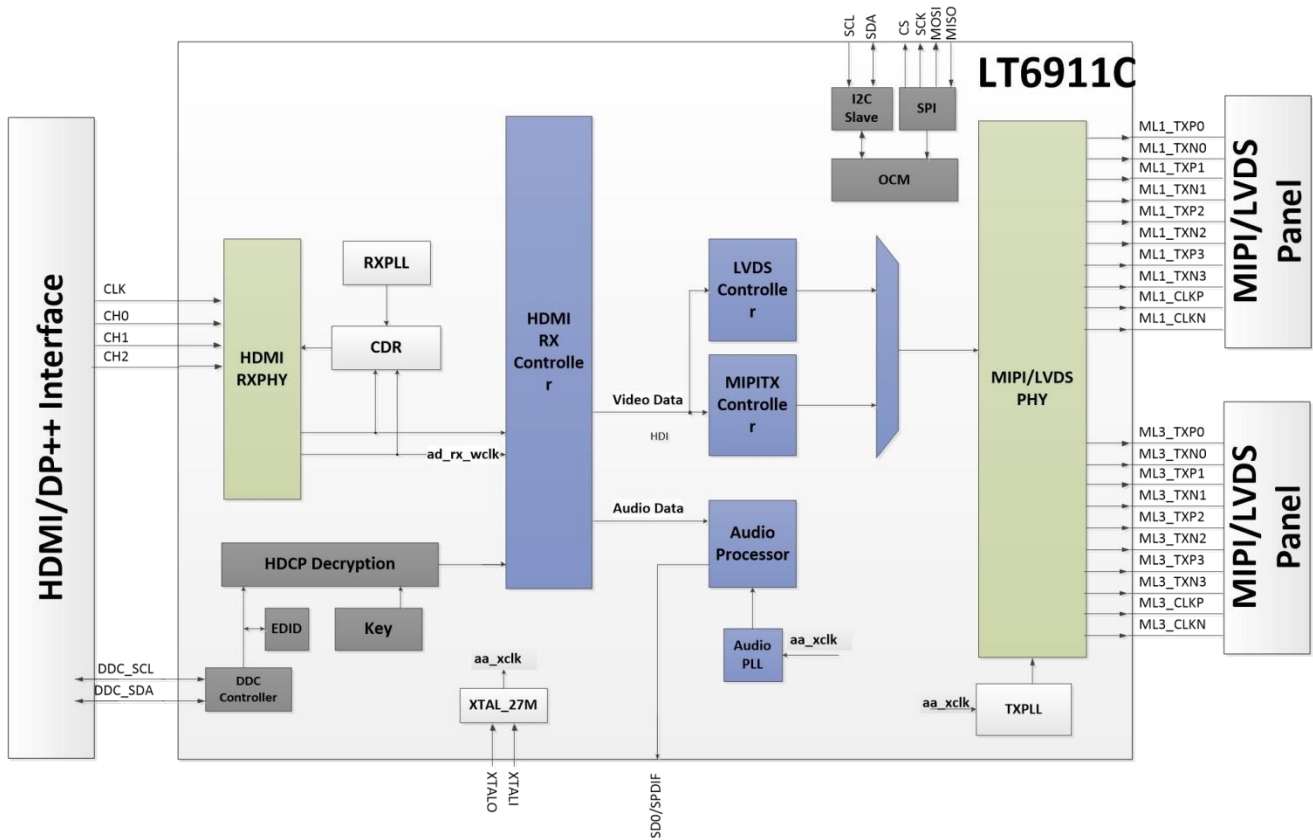 SCL
SDA
CS
SCK
MOSI
MISO
LT6911C
I2C
Slave
SPI
OCM
HDMI/DP++ Interface
CLK
CH0
CH1
CH2
HDMI
RXPHY
RXPLL
CDR
ad_rx_wclk
HDMI
RX
Controlle
r
Video Data
HDI
Audio Data
LVDS
Controlle
r
MIPITX
Controlle
r
Audio
Processor
Audio
PLL
aa_xclk
HDCP Decryption
EDID
Key
DDC
Controller
DDC_SCL
DDC_SDA
aa_xclk
XTAL_27M
XTALO
XTALI
SD0/SPDIF
MIPI/LVDS
PHY
aa_xclk
TXPLL
ML1_TXP0
ML1_TXN0
ML1_TXP1
ML1_TXN1
ML1_TXP2
ML1_TXN2
ML1_TXP3
ML1_TXN3
ML1_CLKP
ML1_CLKN
MIPI/LVDS
Panel
ML3_TXP0
ML3_TXN0
ML3_TXP1
ML3_TXN1
ML3_TXP2
ML3_TXN2
ML3_TXP3
ML3_TXN3
ML3_CLKP
ML3_CLKN
MIPI/LVDS
Panel